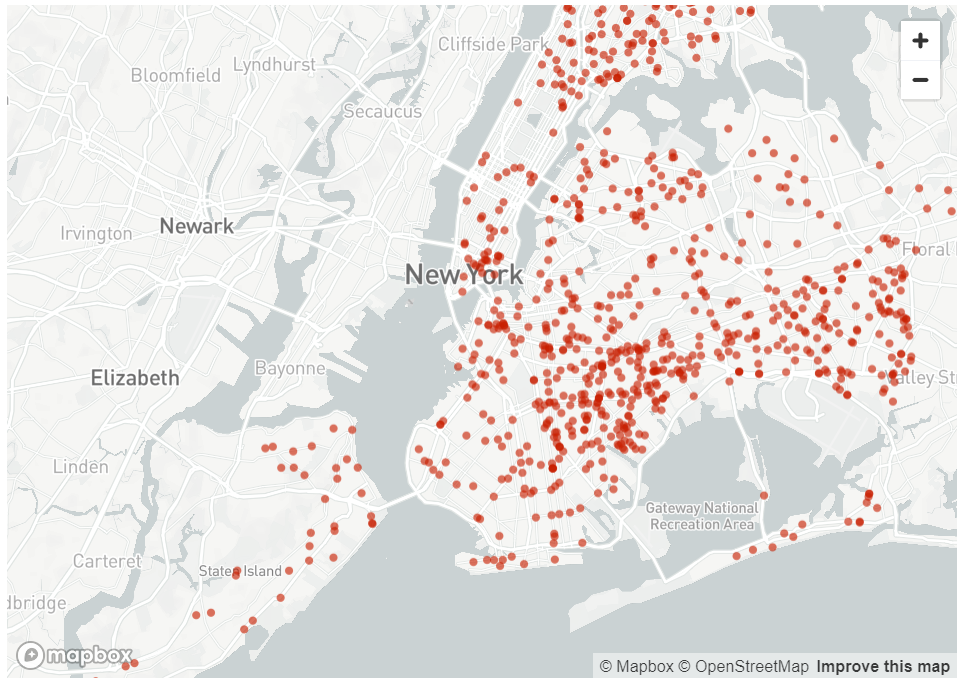 Cliffside Park
Lyndhurst
Bloomfield
+
−
Secaucus
Newark
Irvington
Floral
New York
Bayonne
Elizabeth
alley St
Linden
Gateway National
Recreation Area
Carteret
Staten Island
dbridge
mapbox
© Mapbox © OpenStreetMap Improve this map